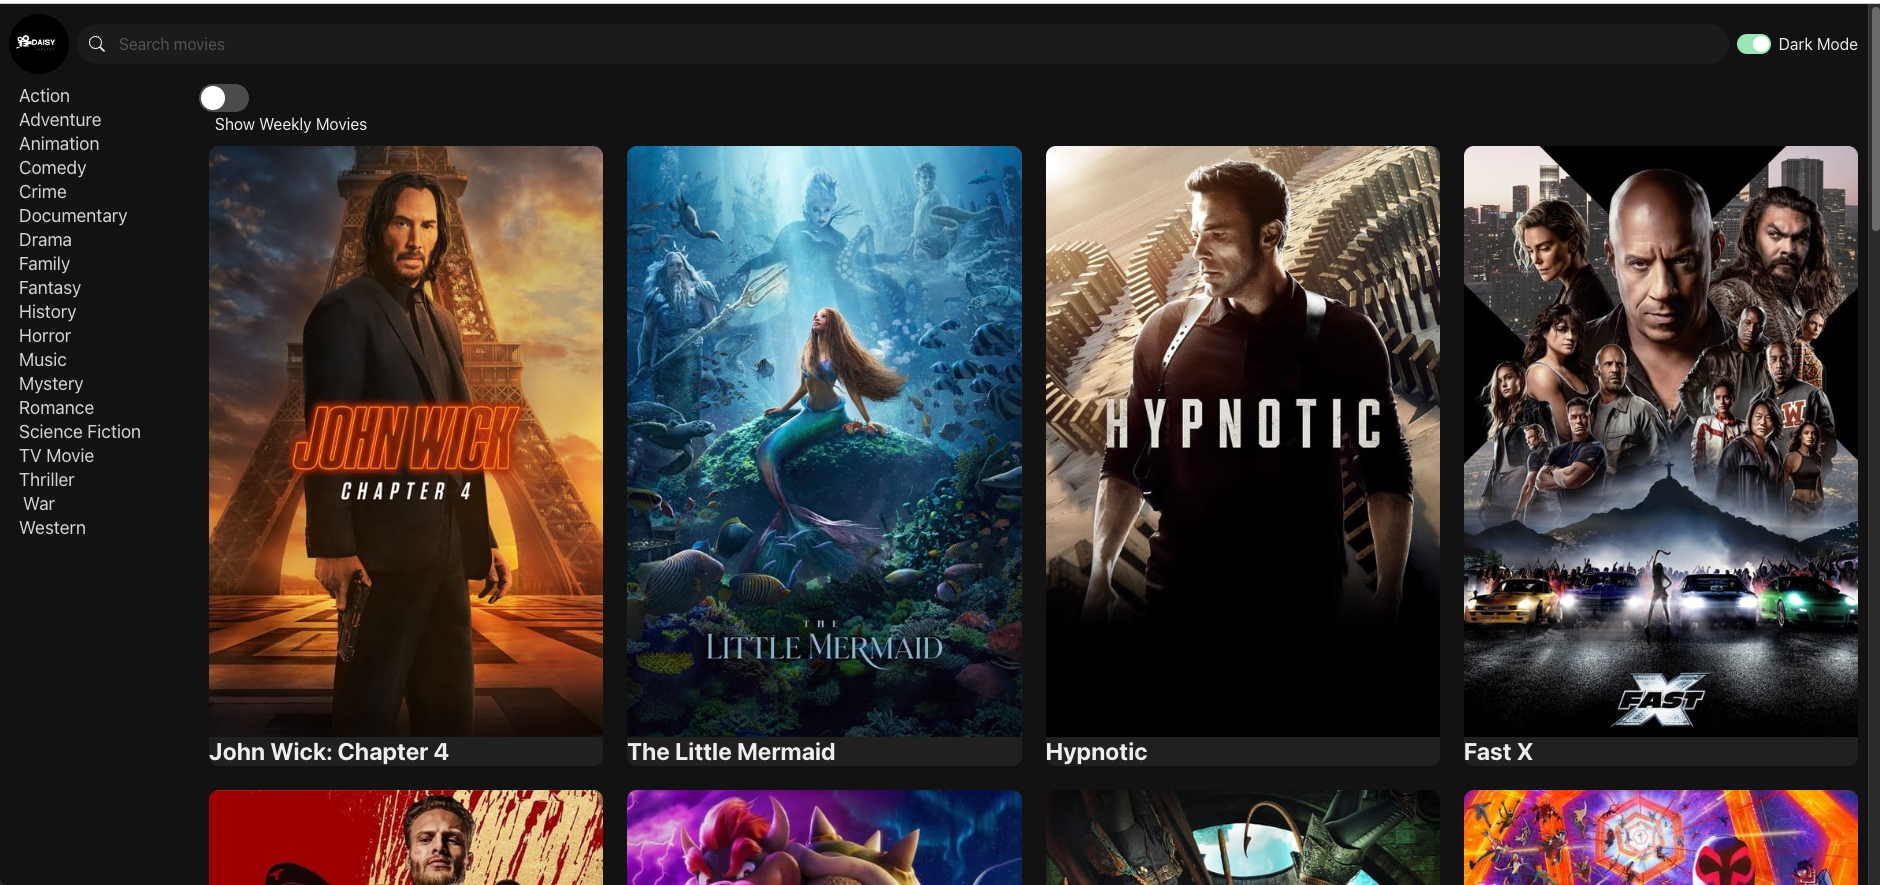 DAISY
Search movies
Dark Mode
Action
Adventure
Animation
Comedy
Crime
Documentary
Drama
Family
Fantasy
History
Horror
Music
Mystery
Romance
Science Fiction
TV Movie
Thriller
War
Western
Show Weekly Movies
JOHN WICK
CHAPTER 4
John Wick: Chapter 4
THE
LITTLE MERMAID
The Little Mermaid
HYPNOTIC
Hypnotic
W
FAST X
Fast X